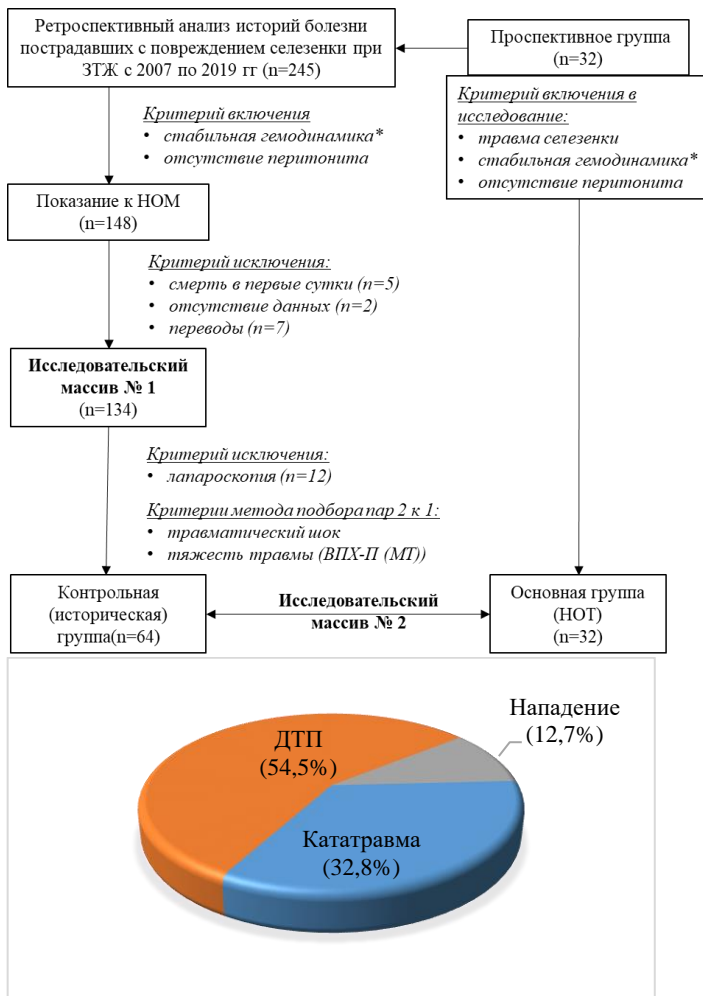 Ретроспективный анализ историй болезни
пострадавших с повреждением селезенки при
ЗТЖ с 2007 по 2019 гг (n=245)
Проспективное группа
(n=32)
Критерий включения
• стабильная гемодинамика*
• отсутствие перитонита
Критерий включения в
исследование:
• травма селезенки
• стабильная гемодинамика*
• отсутствие перитонита
Показание к НОМ
(n=148)
Критерий исключения:
• смерть в первые сутки (n=5)
• отсутствие данных (n=2)
• переводы (n=7)
Исследовательский
массив № 1
(n=134)
Критерий исключения:
• лапароскопия (n=12)
Критерии метода подбора пар 2 к 1:
• травматический шок
• тяжесть травмы (ВПХ-П (МТ))
Контрольная
(историческая)
группа(n=64)
Исследовательский
массив № 2
Основная группа
(НОТ)
(n=32)
ДТП
(54,5%)
Нападение
(12,7%)
Кататравма
(32,8%)